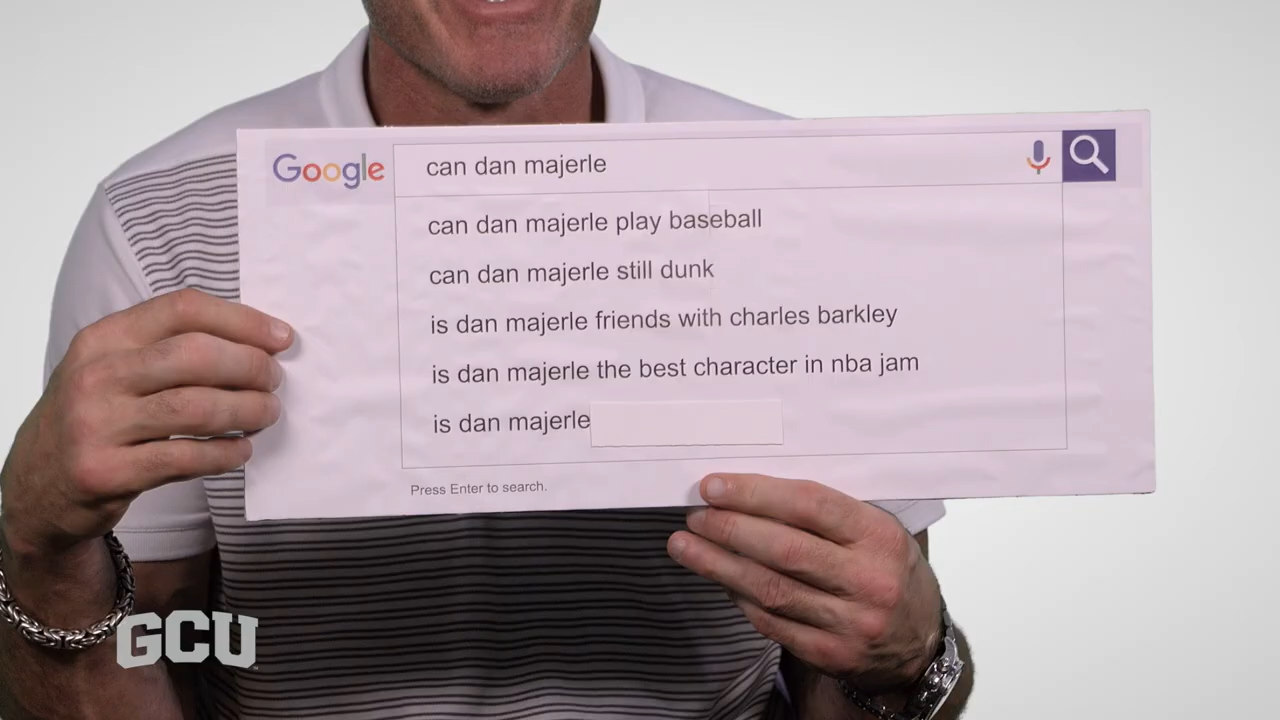 Google
can dan majerle
can dan majerle play baseball
can dan majerle still dunk
is dan majerle friends with charles barkley
is dan majerle the best character in nba jam
is dan majerle
Press Enter to search.
GCU